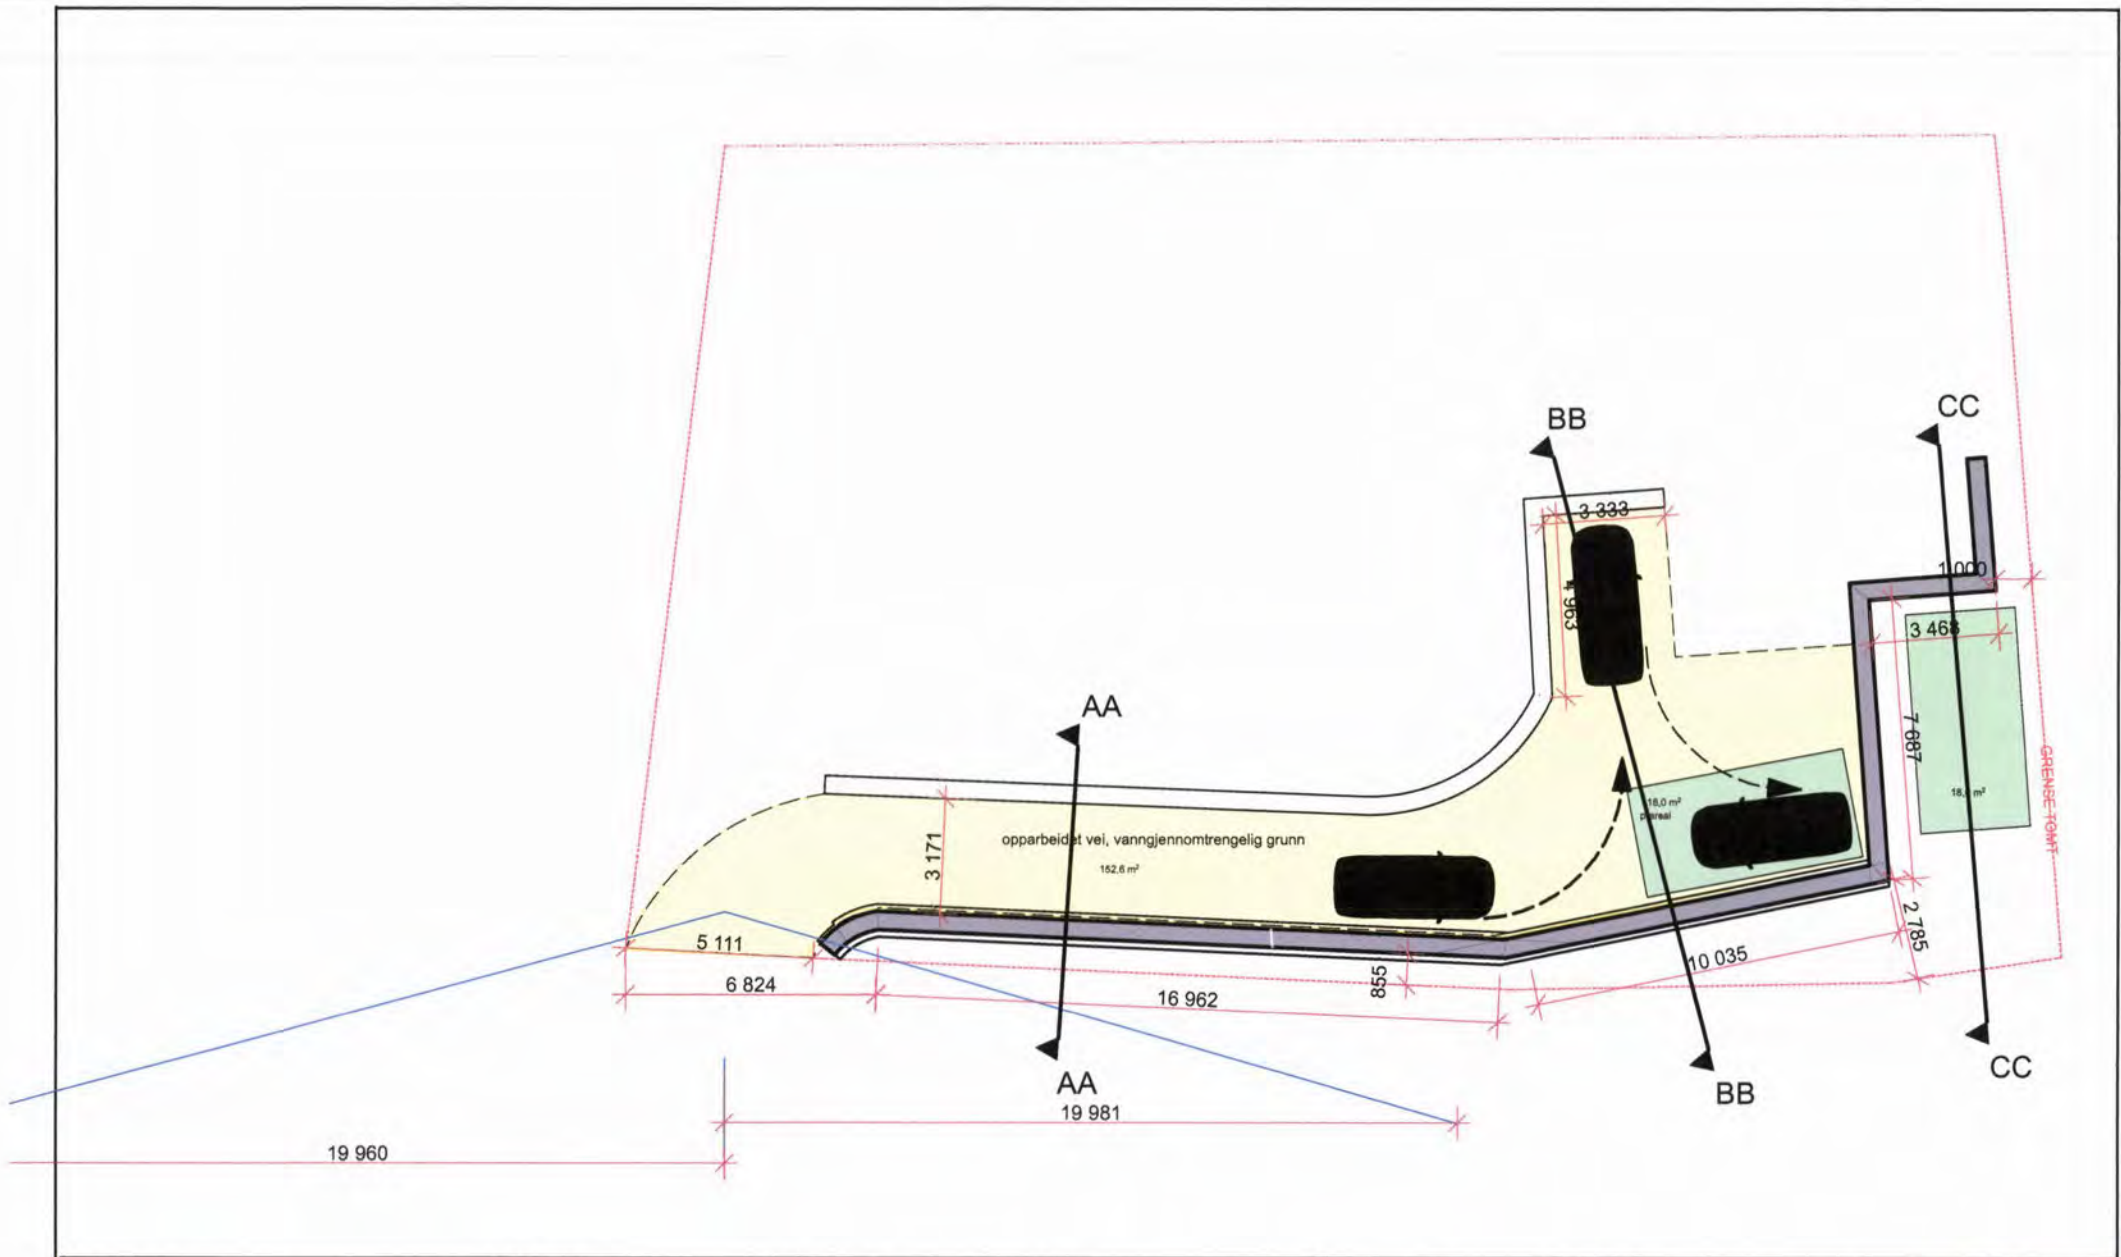 CC
BB
3 333
1 000
4 963
3 468
AA
7 687
GRENSE TOMT
18,0 m²
opparbeidet vei, vanngjennomtrengelig grunn
3 171
152,6 m²
2 785
5 111
10 035
855
6 824
16 962
CC
AA
BB
19 981
19 960